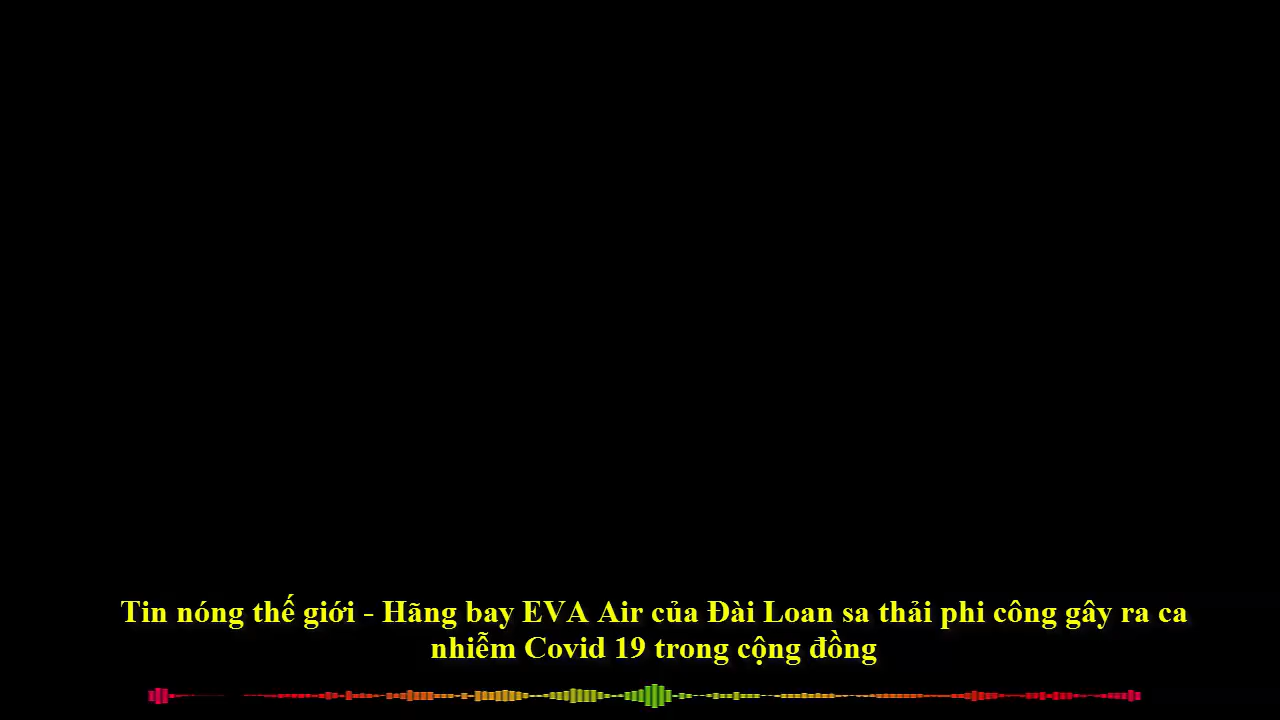 Tin nóng thế giới - Hãng bay EVA Air của Đài Loan sa thải phi công gây ra ca
nhiễm Covid 19 trong cộng đồng